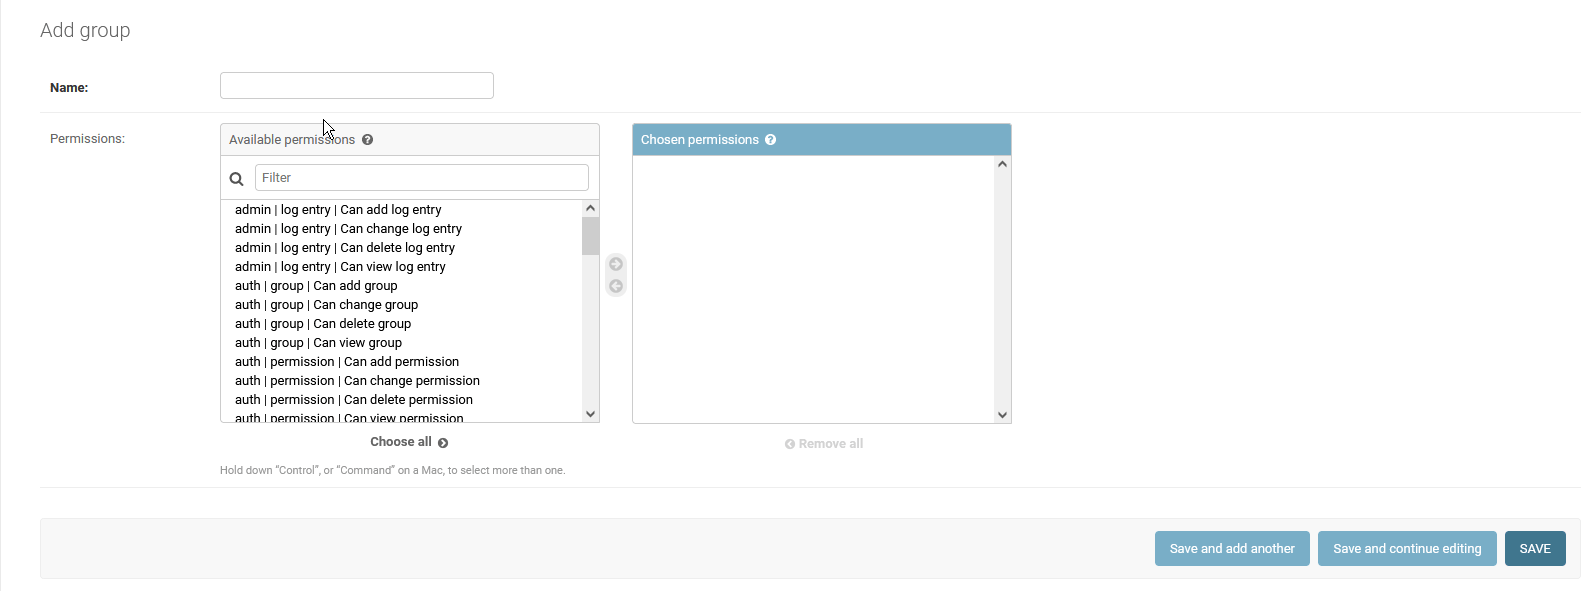 Add group
Name:
Permissions:
Available permissions ?
Filter
admin | log entry | Can add log entry
admin | log entry | Can change log entry
admin | log entry | Can delete log entry
admin | log entry | Can view log entry
auth | group | Can add group
auth | group | Can change group
auth | group | Can delete group
auth | group | Can view group
auth | permission | Can add permission
auth | permission | Can change permission
auth | permission | Can delete permission
auth | permission | Can view permission
Choose all
Chosen permissions ?
Remove all
Hold down “Control”, or “Command” on a Mac, to select more than one.
Save and add another
Save and continue editing
SAVE